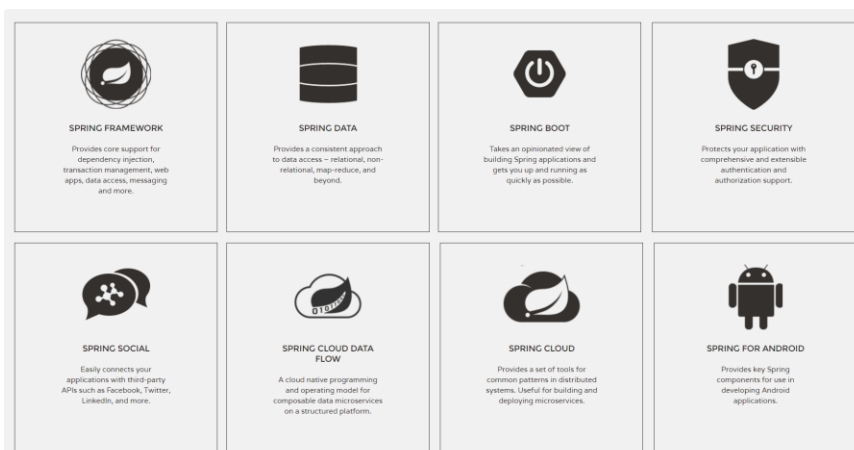 SPRING FRAMEWORK
Provides core support for
dependency injection,
transaction management, web
apps, data access, messaging
and more.
SPRING DATA
Provides a consistent approach
to data access – relational, non-
relational, map-reduce, and
beyond.
SPRING BOOT
Takes an opinionated view of
building Spring applications and
gets you up and running as
quickly as possible.
SPRING SECURITY
Protects your application with
comprehensive and extensible
authentication and
authorization support.
SPRING SOCIAL
Easily connects your
applications with third-party
APIs such as Facebook, Twitter,
LinkedIn, and more.
SPRING CLOUD DATA
FLOW
A cloud native programming
and operating model for
composable data microservices
on a structured platform.
SPRING CLOUD
Provides a set of tools for
common patterns in distributed
systems. Useful for building and
deploying microservices.
SPRING FOR ANDROID
Provides key Spring
components for use in
developing Android
applications.